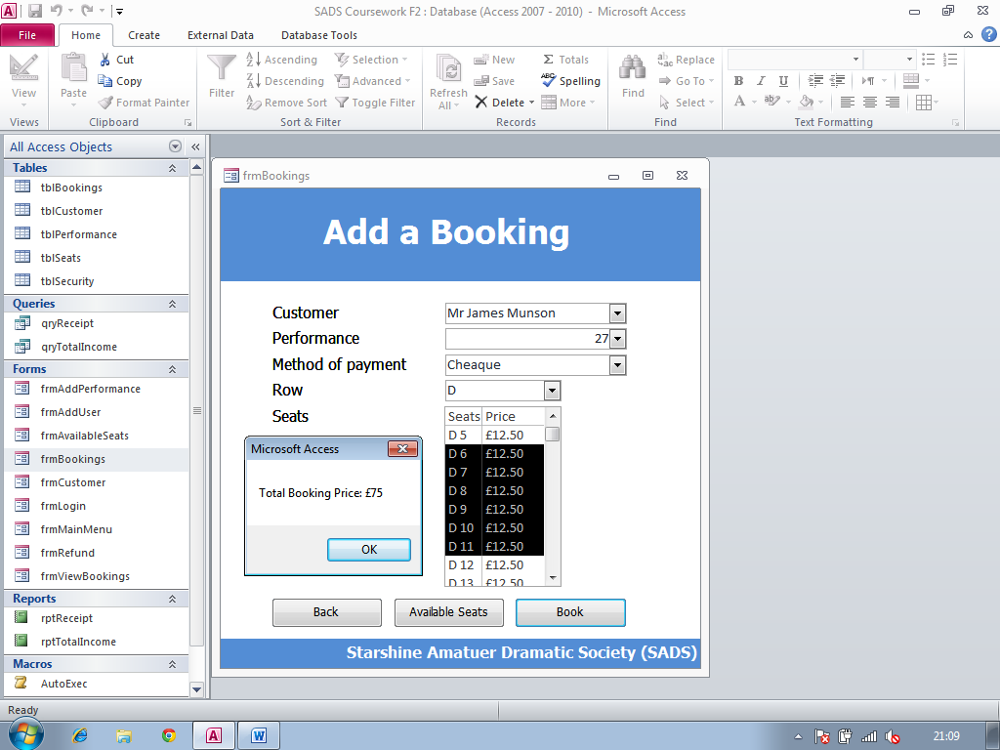 SADS Coursework F2 : Database (Access 2007 - 2010) - Microsoft Access
File Home Create External Data Database Tools
View
Views
Paste
Cut
Copy
Format Painter
Clipboard
Filter
Ascending
Descending
Remove Sort
Selection
Advanced
Toggle Filter
Sort & Filter
Refresh All
New
Save
Delete
Totals
Spelling
More
Records
Find
Replace
Go To
Select
Find
B I U
A
Text Formatting
All Access Objects
Tables
tblBookings
tblCustomer
tblPerformance
tblSeats
tblSecurity
Queries
qryReceipt
qryTotalIncome
Forms
frmAddPerformance
frmAddUser
frmAvailableSeats
frmBookings
frmCustomer
frmLogin
frmMainMenu
frmRefund
frmViewBookings
Reports
rptReceipt
rptTotalIncome
Macros
AutoExec
frmBookings
Add a Booking
Customer Mr James Munson
Performance 27
Method of payment Cheaque
Row D
Seats
Seats Price
D 5 £12.50
D 6 £12.50
D 7 £12.50
D 8 £12.50
D 9 £12.50
D 10 £12.50
D 11 £12.50
D 12 £12.50
D 13 £12.50
Microsoft Access
Total Booking Price: £75
OK
Back Available Seats Book
Starshine Amatuer Dramatic Society (SADS)
Ready
21:09